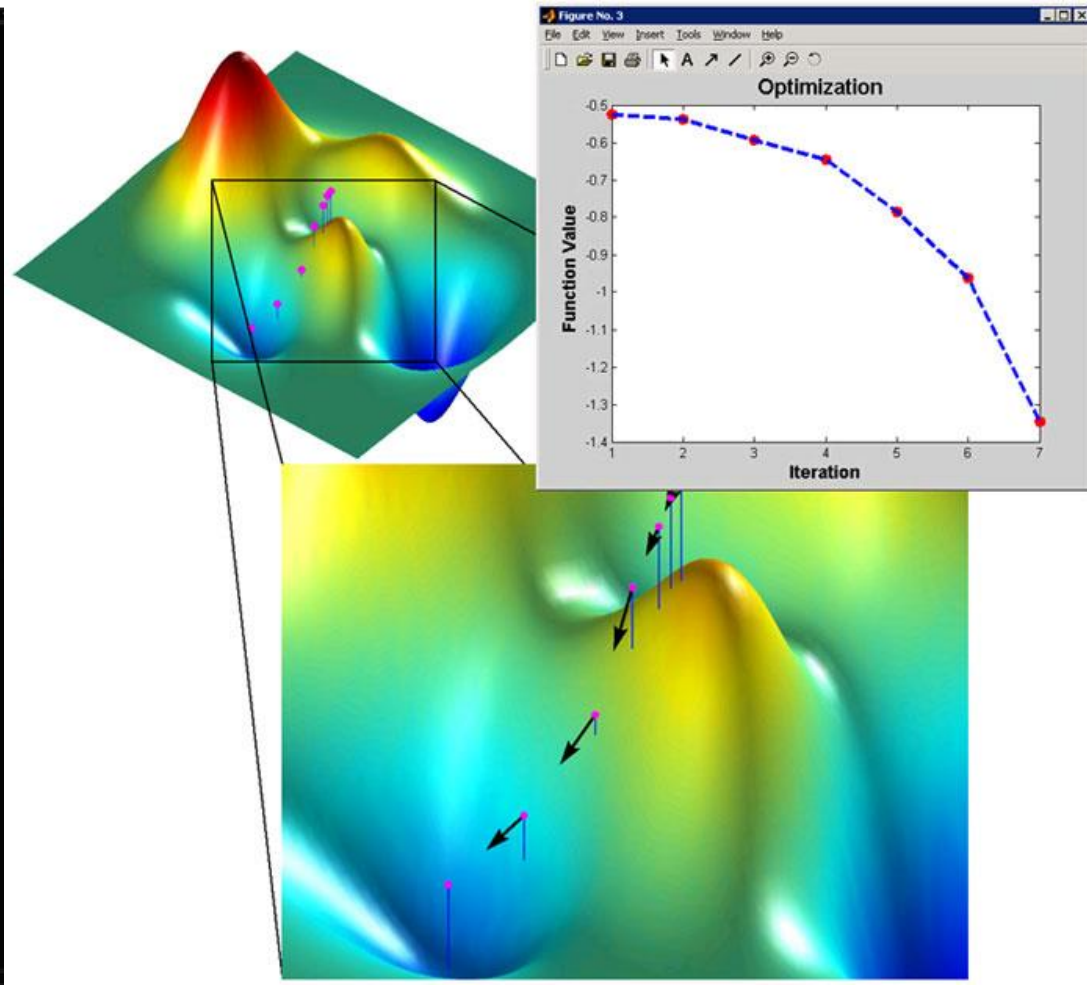 Figure No. 3
File Edit View Insert Tools Window Help
A
Optimization
Function Value
-0.5
-0.6
-0.7
-0.8
-0.9
-1
-1.1
-1.2
-1.3
-1.4
1 2 3 4 5 6 7
Iteration